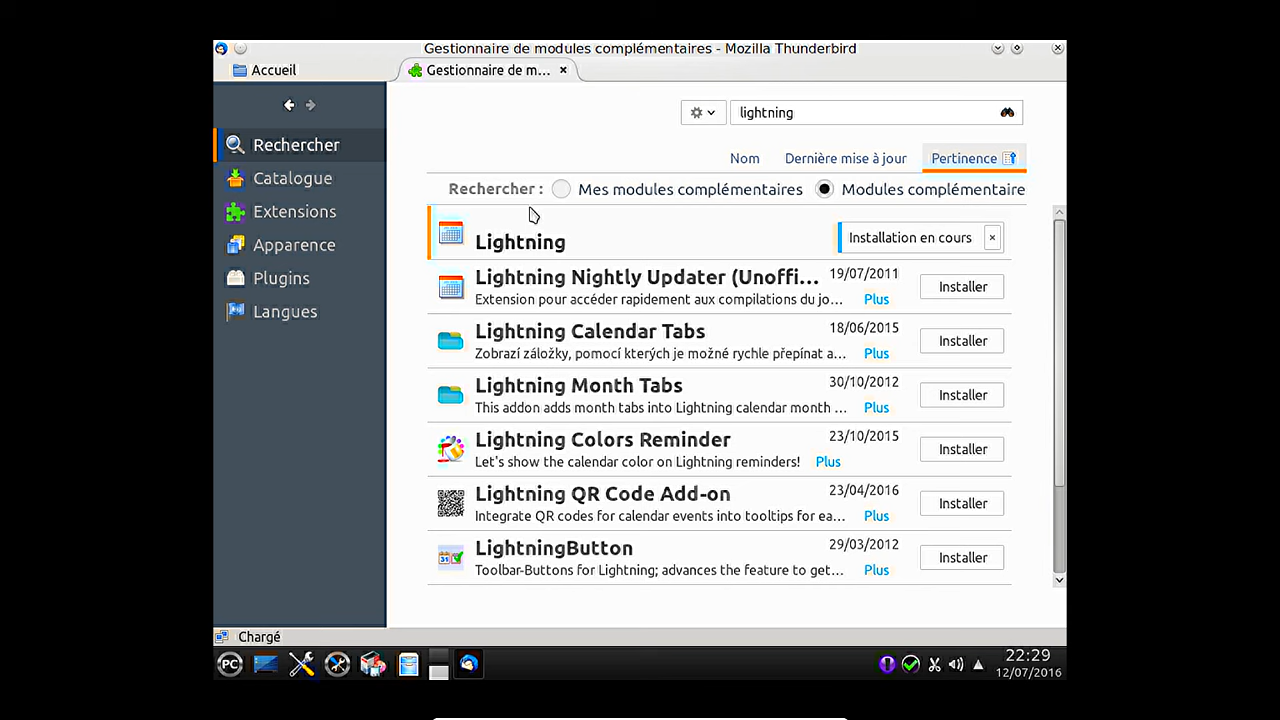 Gestionnaire de modules complémentaires - Mozilla Thunderbird
Accueil
Gestionnaire de m...
lightning
Rechercher
Catalogue
Extensions
Apparence
Plugins
Langues
Nom
Dernière mise à jour
Pertinence
Rechercher :
Mes modules complémentaires
Modules complémentaire
Lightning
Installation en cours
Lightning Nightly Updater (Unoffi...
19/07/2011
Installer
Extension pour accéder rapidement aux compilations du jo...
Plus
Lightning Calendar Tabs
18/06/2015
Installer
Zobrazí záložky, pomocí kterých je možné rychle přepínat a...
Plus
Lightning Month Tabs
30/10/2012
Installer
This addon adds month tabs into Lightning calendar month ...
Plus
Lightning Colors Reminder
23/10/2015
Installer
Let's show the calendar color on Lightning reminders!
Plus
Lightning QR Code Add-on
23/04/2016
Installer
Integrate QR codes for calendar events into tooltips for ea...
Plus
LightningButton
29/03/2012
Installer
Toolbar-Buttons for Lightning; advances the feature to get...
Plus
Chargé
PC
22:29
12/07/2016